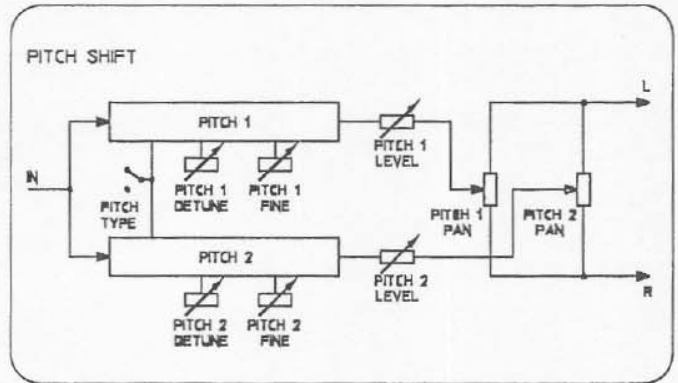 PITCH SHIFT
L
PITCH 1
PITCH 1
LEVEL
IN
PITCH
TYPE
PITCH 1
DETUNE
PITCH 1
FINE
PITCH 1
PAN
PITCH 2
PAN
PITCH 2
PITCH 2
LEVEL
R
PITCH 2
DETUNE
PITCH 2
FINE